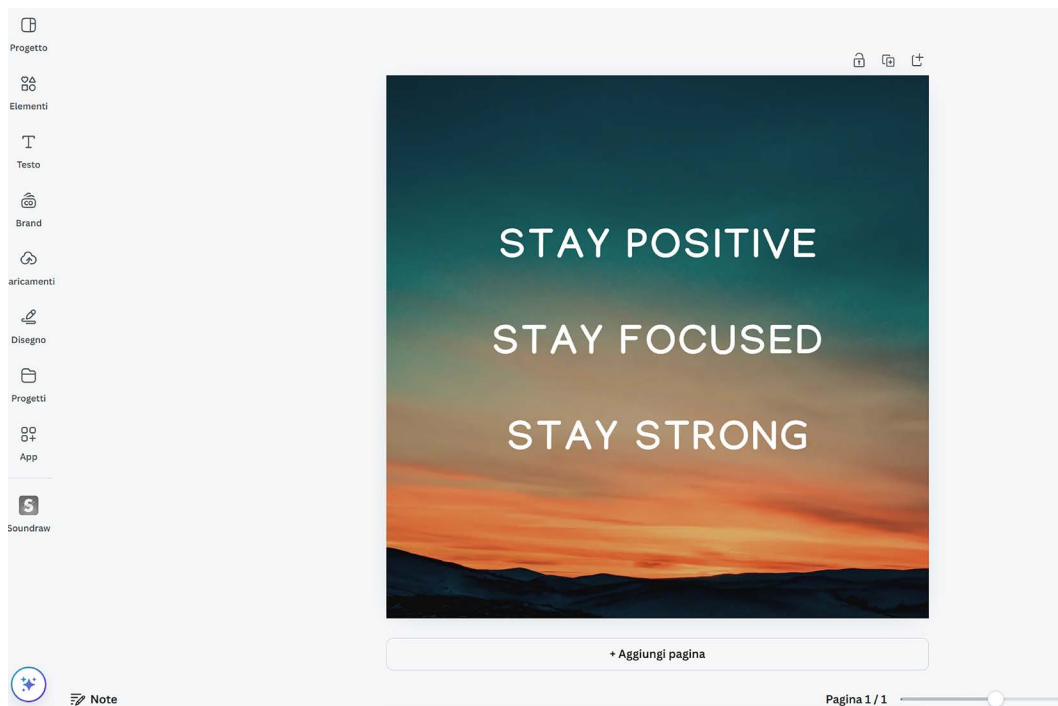 Progetto
Elementi
Testo
Brand
aricamenti
Disegno
Progetti
App
S
Soundraw
STAY POSITIVE
STAY FOCUSED
STAY STRONG
+ Aggiungi pagina
Note
Pagina 1 / 1